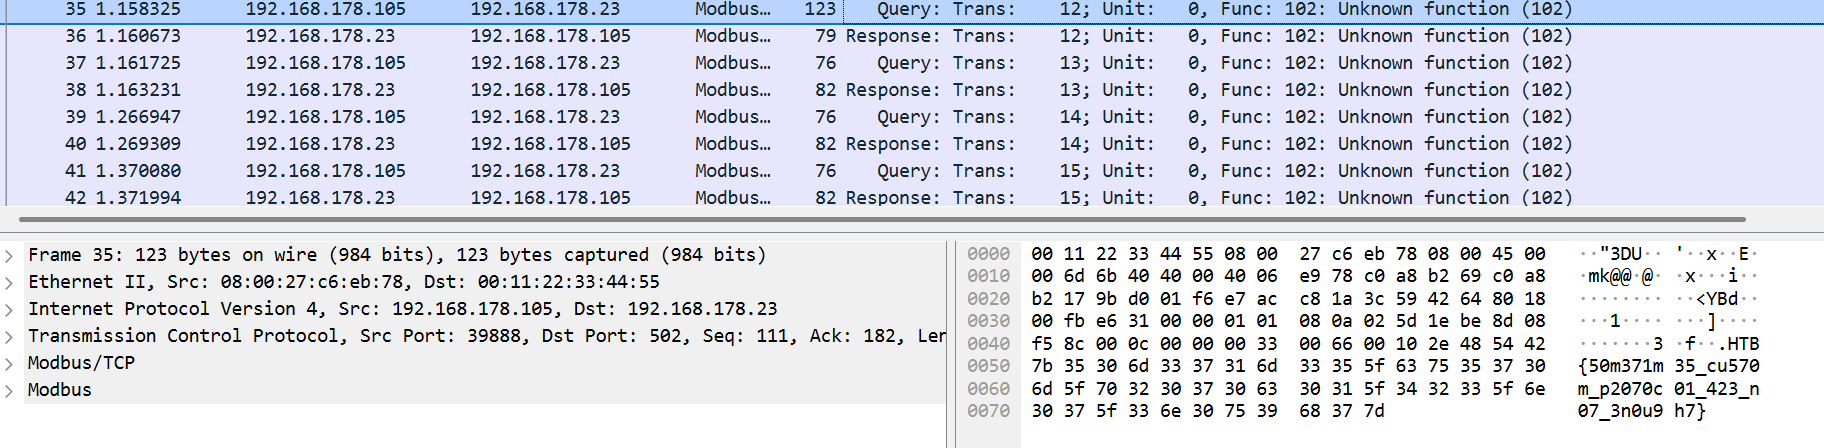 35 1.158325 192.168.178.105 192.168.178.23 Modbus… 123 Query: Trans: 12; Unit: 0, Func: 102: Unknown function (102)
36 1.160673 192.168.178.23 192.168.178.105 Modbus… 79 Response: Trans: 12; Unit: 0, Func: 102: Unknown function (102)
37 1.161725 192.168.178.105 192.168.178.23 Modbus… 76 Query: Trans: 13; Unit: 0, Func: 102: Unknown function (102)
38 1.163231 192.168.178.23 192.168.178.105 Modbus… 82 Response: Trans: 13; Unit: 0, Func: 102: Unknown function (102)
39 1.266947 192.168.178.105 192.168.178.23 Modbus… 76 Query: Trans: 14; Unit: 0, Func: 102: Unknown function (102)
40 1.269309 192.168.178.23 192.168.178.105 Modbus… 82 Response: Trans: 14; Unit: 0, Func: 102: Unknown function (102)
41 1.370080 192.168.178.105 192.168.178.23 Modbus… 76 Query: Trans: 15; Unit: 0, Func: 102: Unknown function (102)
42 1.371994 192.168.178.23 192.168.178.105 Modbus… 82 Response: Trans: 15; Unit: 0, Func: 102: Unknown function (102)
Frame 35: 123 bytes on wire (984 bits), 123 bytes captured (984 bits)
Ethernet II, Src: 08:00:27:c6:eb:78, Dst: 00:11:22:33:44:55
Internet Protocol Version 4, Src: 192.168.178.105, Dst: 192.168.178.23
Transmission Control Protocol, Src Port: 39888, Dst Port: 502, Seq: 111, Ack: 182, Ler
Modbus/TCP
Modbus
0000 00 11 22 33 44 55 08 00 27 c6 eb 78 08 00 45 00 ··"3DU·· '··x··E·
0010 00 6d 6b 40 40 00 40 06 e9 78 c0 a8 b2 69 c0 a8 ·mk@@·@· ·x···i··
0020 b2 17 9b d0 01 f6 e7 ac c8 1a 3c 59 42 64 80 18 ········ ··<YBd··
0030 00 fb e6 31 00 00 01 01 08 0a 02 5d 1e be 8d 08 ···1···· ···]····
0040 f5 8c 00 0c 00 00 00 33 00 66 00 10 2e 48 54 42 ·······3 ·f··.HTB
0050 7b 35 30 6d 33 37 31 6d 33 35 5f 63 75 35 37 30 {50m371m 35_cu570
0060 6d 5f 70 32 30 37 30 63 30 31 5f 34 32 33 5f 6e m_p2070c 01_423_n
0070 30 37 5f 33 6e 30 75 39 68 37 7d 07_3n0u9 h7}